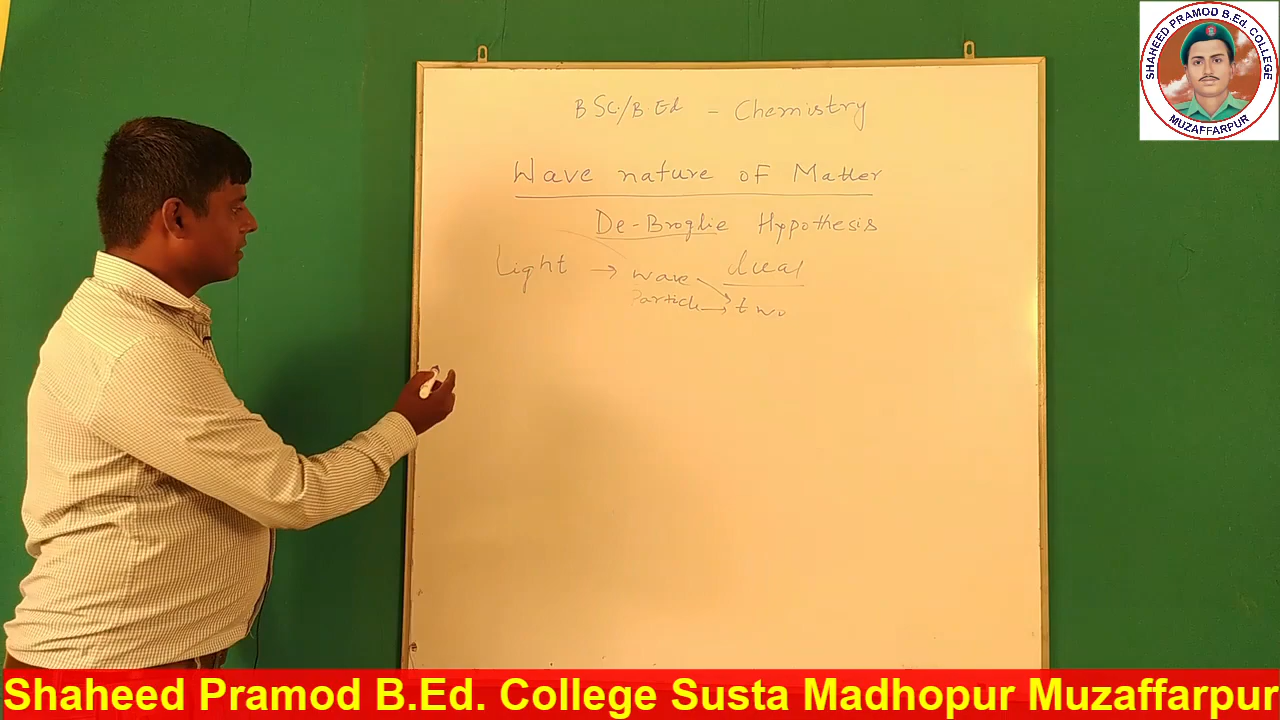 SHAHEED PRAMOD B.Ed. COLLEGE
MUZAFFARPUR
B Sc./B.Ed - Chemistry
Wave nature of Matter
De-Broglie Hypothesis
Light → wave dual
Particle → two
Shaheed Pramod B.Ed. College Susta Madhopur Muzaffarpur